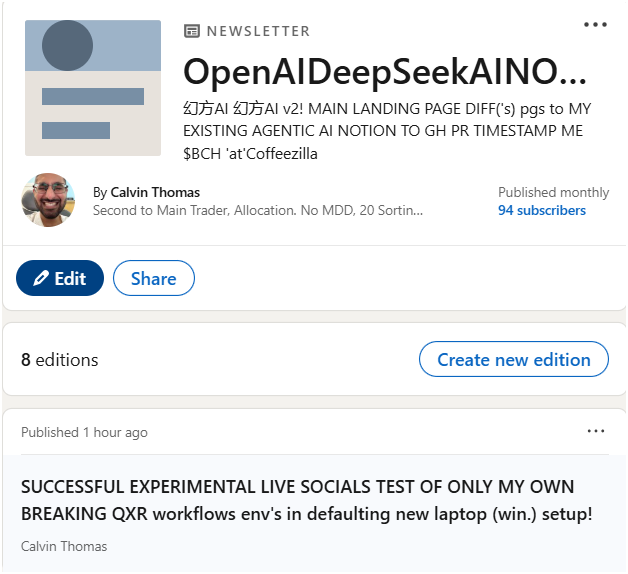 NEWSLETTER
OpenAIDeepSeekAINO...
幻方AI 幻方AI v2! MAIN LANDING PAGE DIFF('s) pgs to MY
EXISTING AGENTIC AI NOTION TO GH PR TIMESTAMP ME
$BCH 'at'Coffeezilla
By Calvin Thomas
Second to Main Trader, Allocation. No MDD, 20 Sortin...
Published monthly
94 subscribers
Edit
Share
8 editions
Create new edition
Published 1 hour ago
SUCCESSFUL EXPERIMENTAL LIVE SOCIALS TEST OF ONLY MY OWN
BREAKING QXR workflows env's in defaulting new laptop (win.) setup!
Calvin Thomas